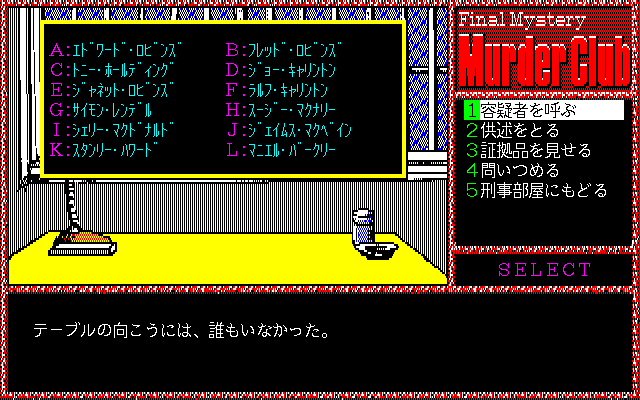 A:ｴﾄﾞﾜｰﾄﾞ･ﾛﾋﾞﾝｽﾞ B:ﾌﾚｯﾄﾞ･ﾛﾋﾞﾝｽﾞ
C:ﾄﾆｰ･ﾎｰﾙﾃﾞｨﾝｸﾞ D:ｼﾞｮｰ･ｷｬﾘﾝﾄﾝ
E:ｼﾞｬﾈｯﾄ･ﾛﾋﾞﾝｽﾞ F:ﾗﾙﾌ･ｷｬﾘﾝﾄﾝ
G:ｻｲﾓﾝ･ﾚﾝﾃﾞﾙ H:ｽｰｼﾞｰ･ﾏｸﾅﾘｰ
I:ｼｪﾘｰ･ﾏｸﾄﾞﾅﾙﾄﾞ J:ｼﾞｪｲﾑｽ･ﾏｸﾍﾞｲﾝ
K:ｽﾀﾝﾘｰ･ﾊﾜｰﾄﾞ L:ﾏﾆｴﾙ･ﾊﾞｰｸﾘｰ
Final Mystery
Murder Club
1容疑者を呼ぶ
2供述をとる
3証拠品を見せる
4問いつめる
5刑事部屋にもどる
SELECT
テーブルの向こうには、誰もいなかった。